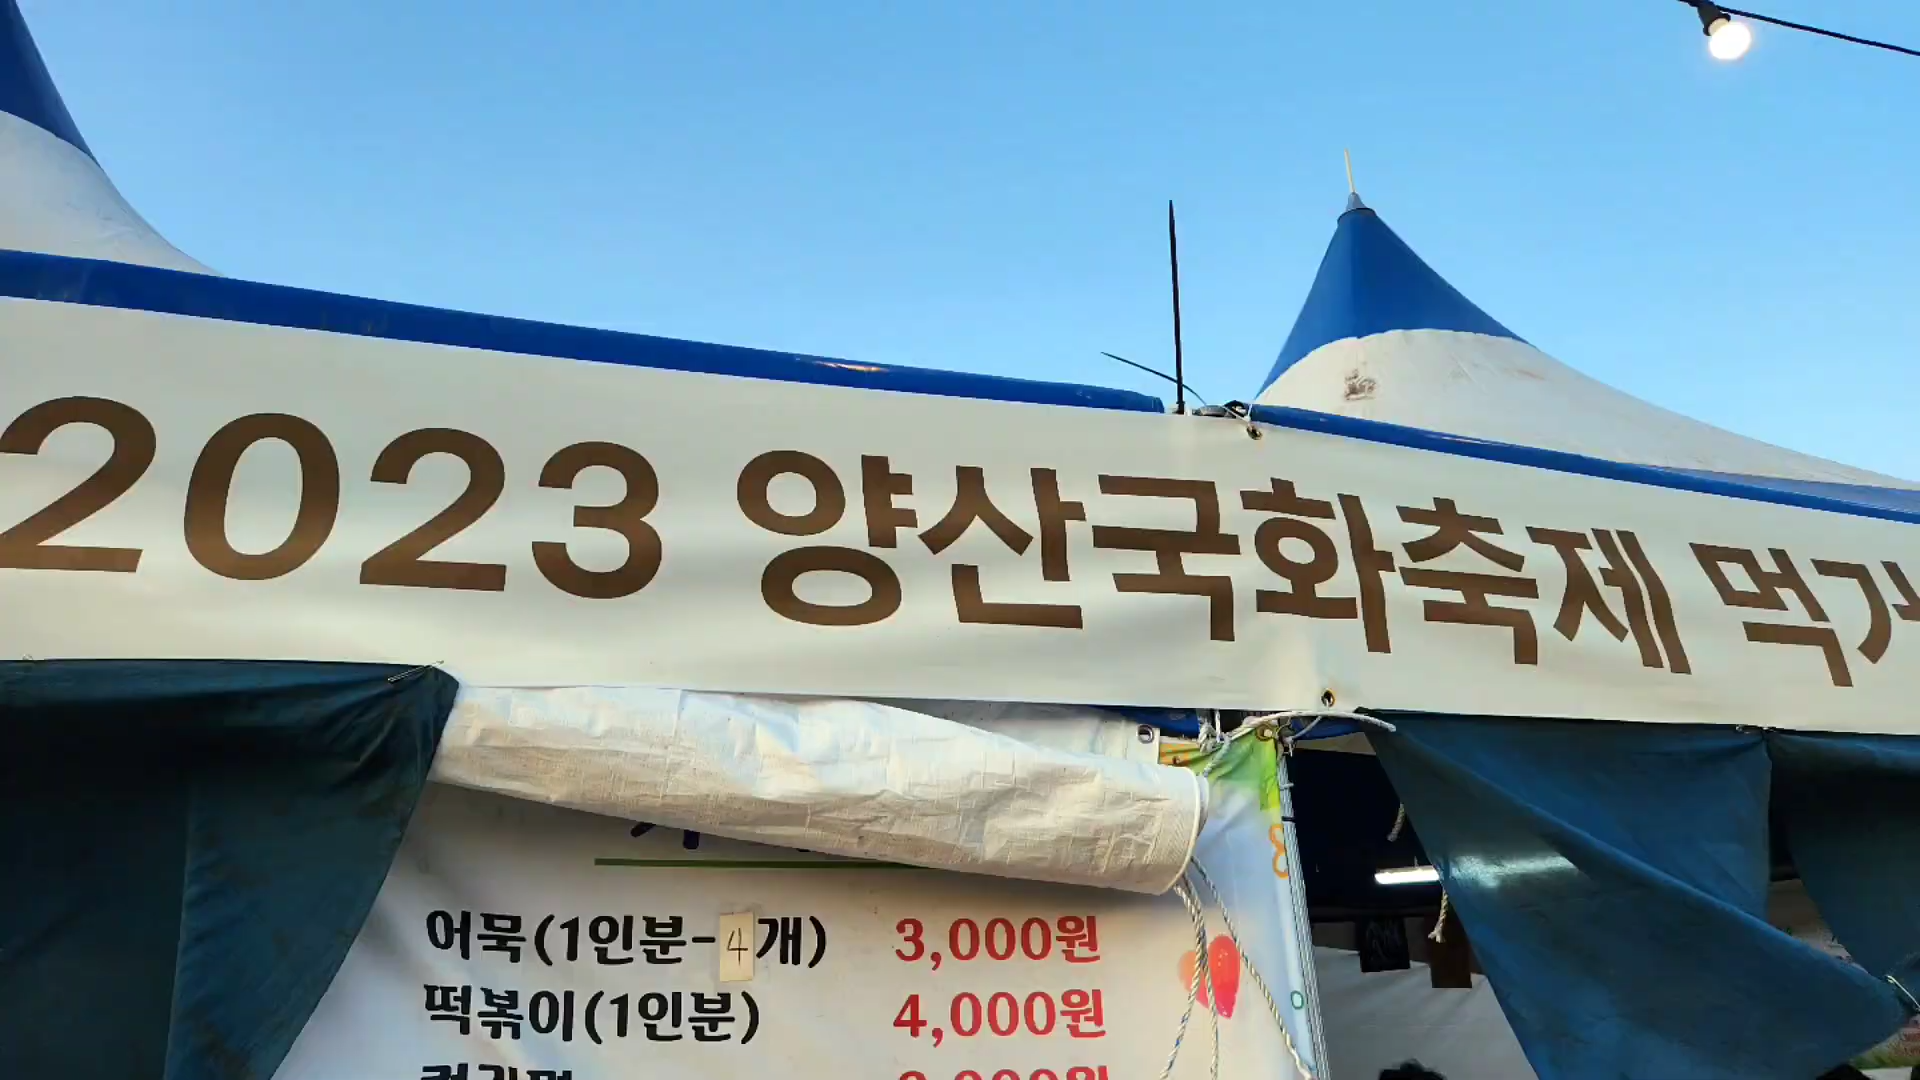 2023 양산국화축제 먹거
어묵(1인분-4개) 3,000원
떡볶이(1인분) 4,000원